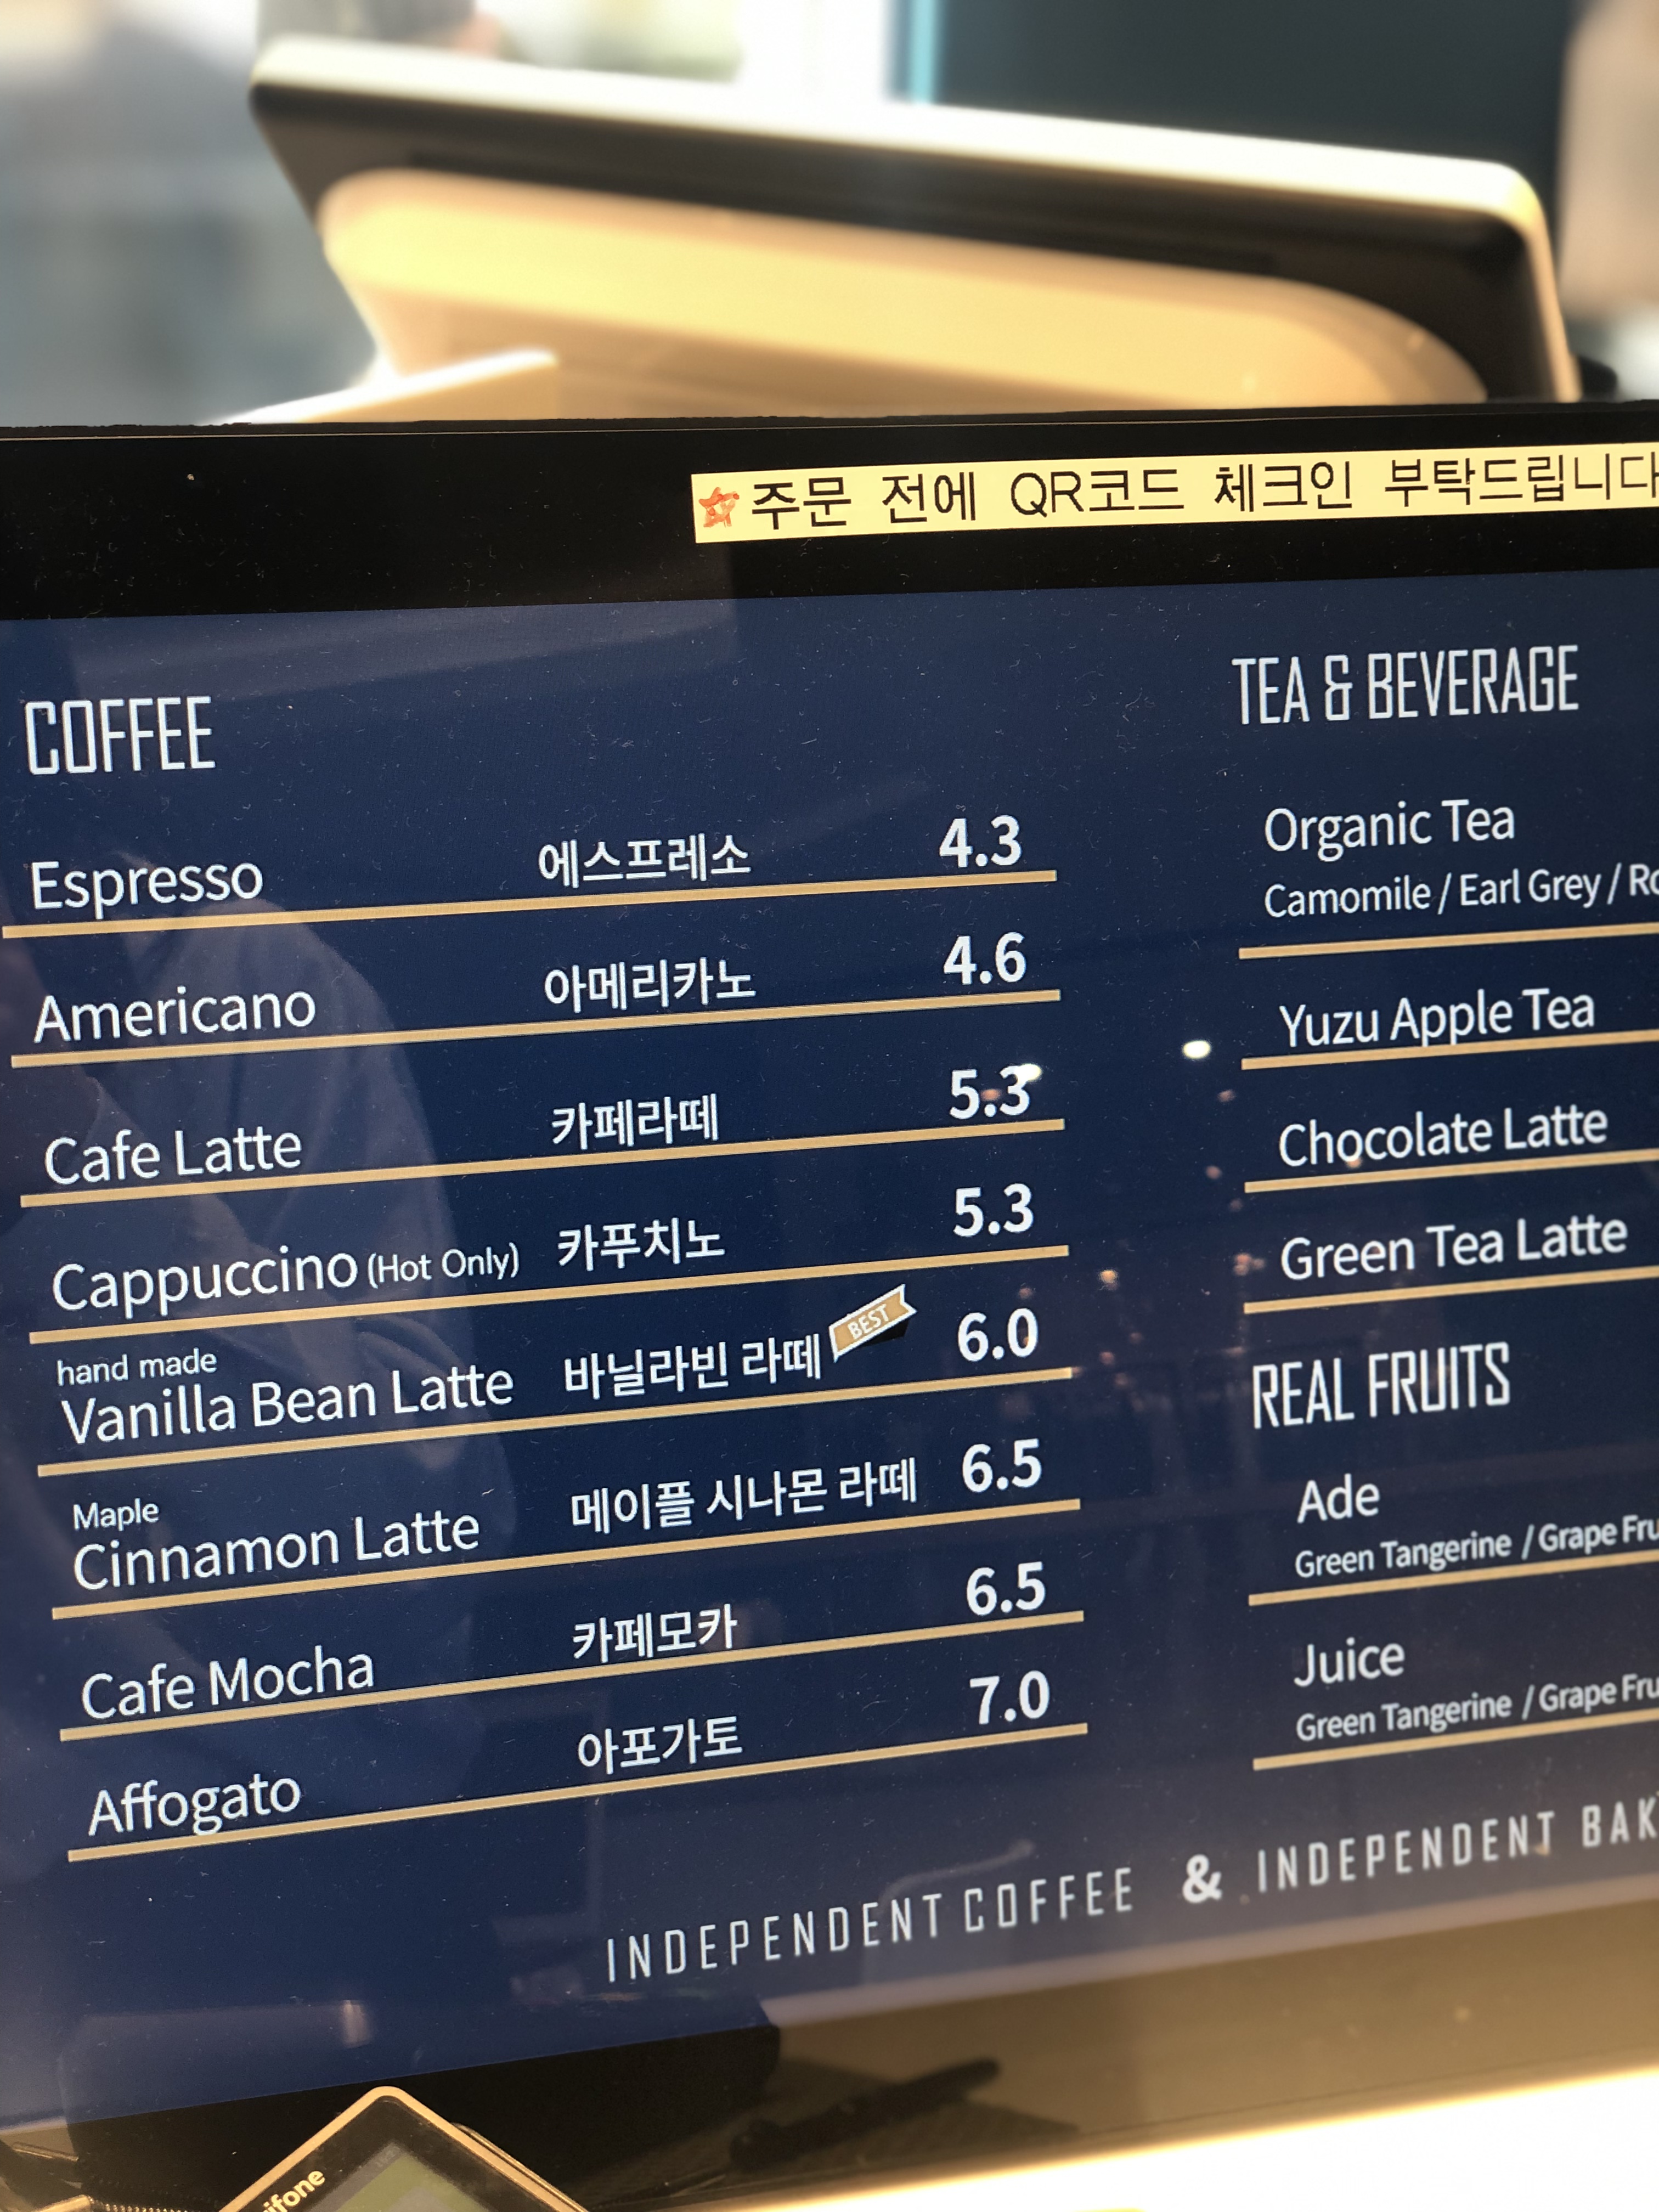 주문 전에 QR코드 체크인 부탁드립니다
COFFEE
Espresso 에스프레소 4.3
Americano 아메리카노 4.6
Cafe Latte 카페라떼 5.3
Cappuccino (Hot Only) 카푸치노 5.3
hand made
Vanilla Bean Latte 바닐라빈 라떼 BEST 6.0
Maple
Cinnamon Latte 메이플 시나몬 라떼 6.5
Cafe Mocha 카페모카 6.5
Affogato 아포가토 7.0
TEA & BEVERAGE
Organic Tea
Camomile / Earl Grey /
Yuzu Apple Tea
Chocolate Latte
Green Tea Latte
REAL FRUITS
Ade
Green Tangerine / Grape
Juice
Green Tangerine / Grape
INDEPENDENT COFFEE & INDEPENDENT